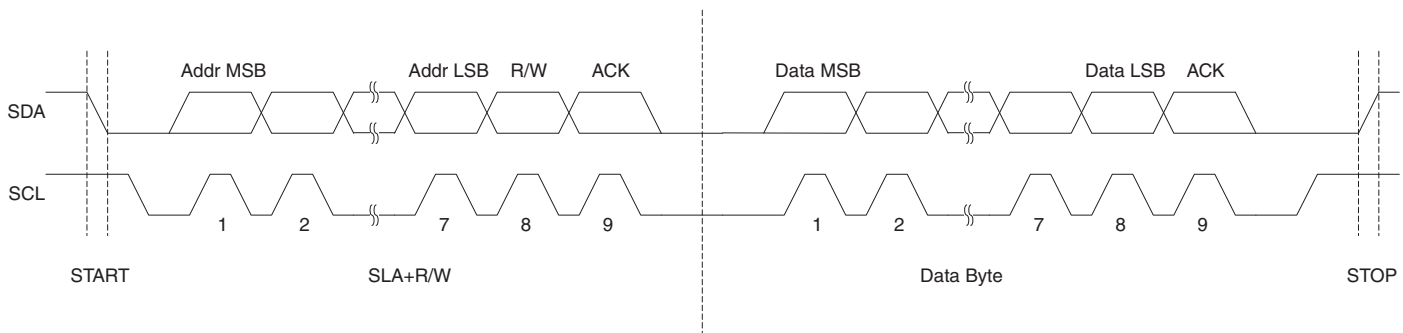 Addr MSB Addr LSB R/W ACK Data MSB Data LSB ACK
SDA
SCL
1 2 7 8 9 1 2 7 8 9
START SLA+R/W Data Byte STOP